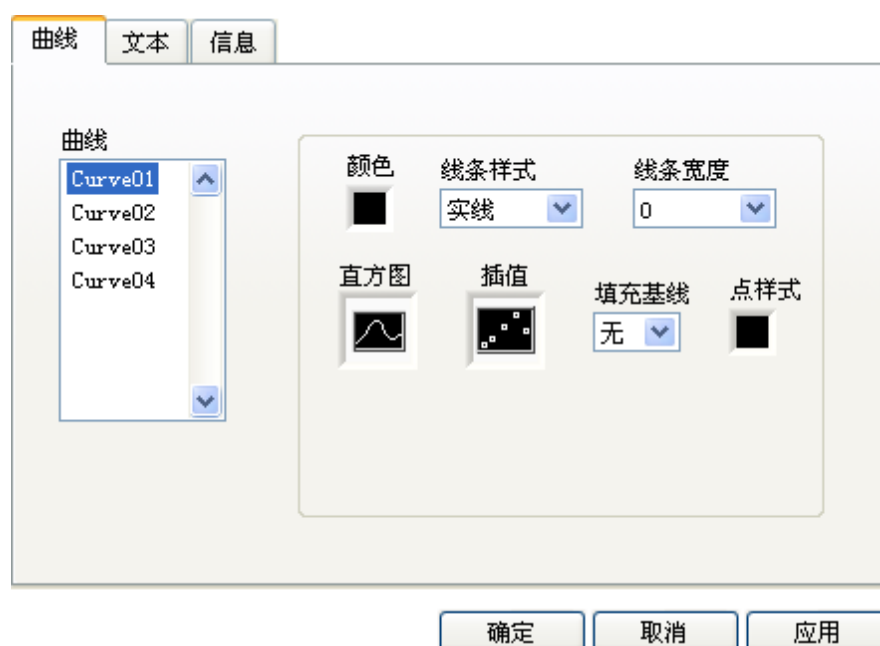 曲线 文本 信息
曲线
Curve01
Curve02
Curve03
Curve04
颜色 线条样式 线条宽度
实线 0
直方图 插值 填充基线 点样式
无
确定 取消 应用